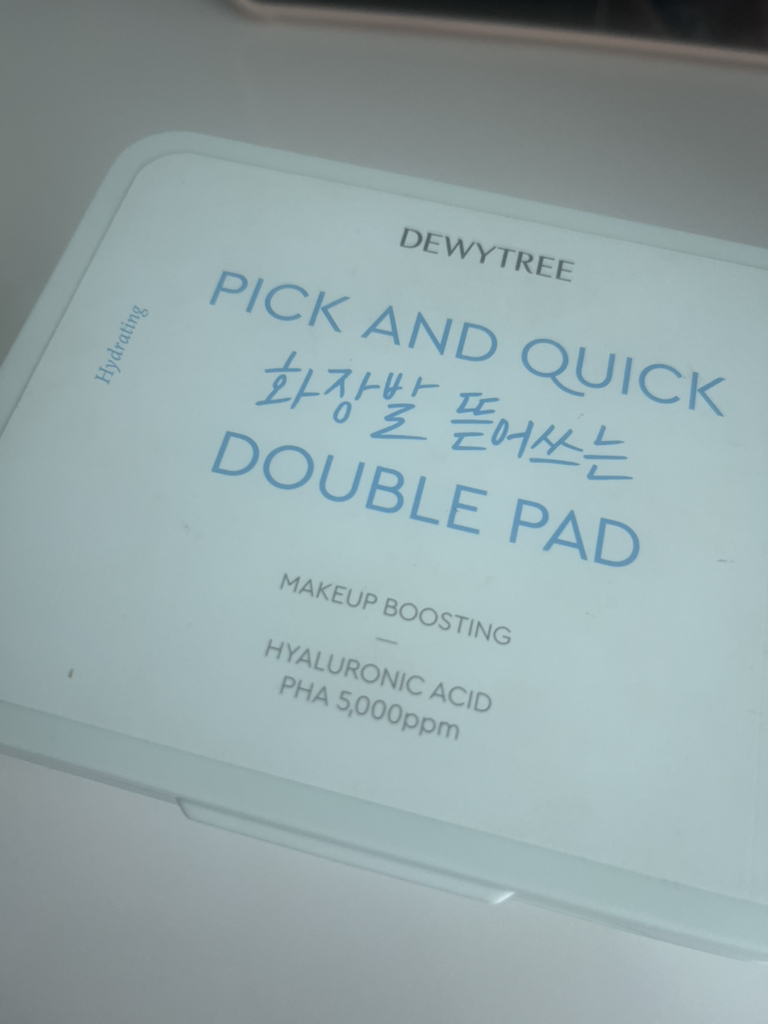 DEWYTREE
PICK AND QUICK
화장발 뜯어쓰는
DOUBLE PAD
Hydrating
MAKEUP BOOSTING
—
HYALURONIC ACID
PHA 5,000ppm